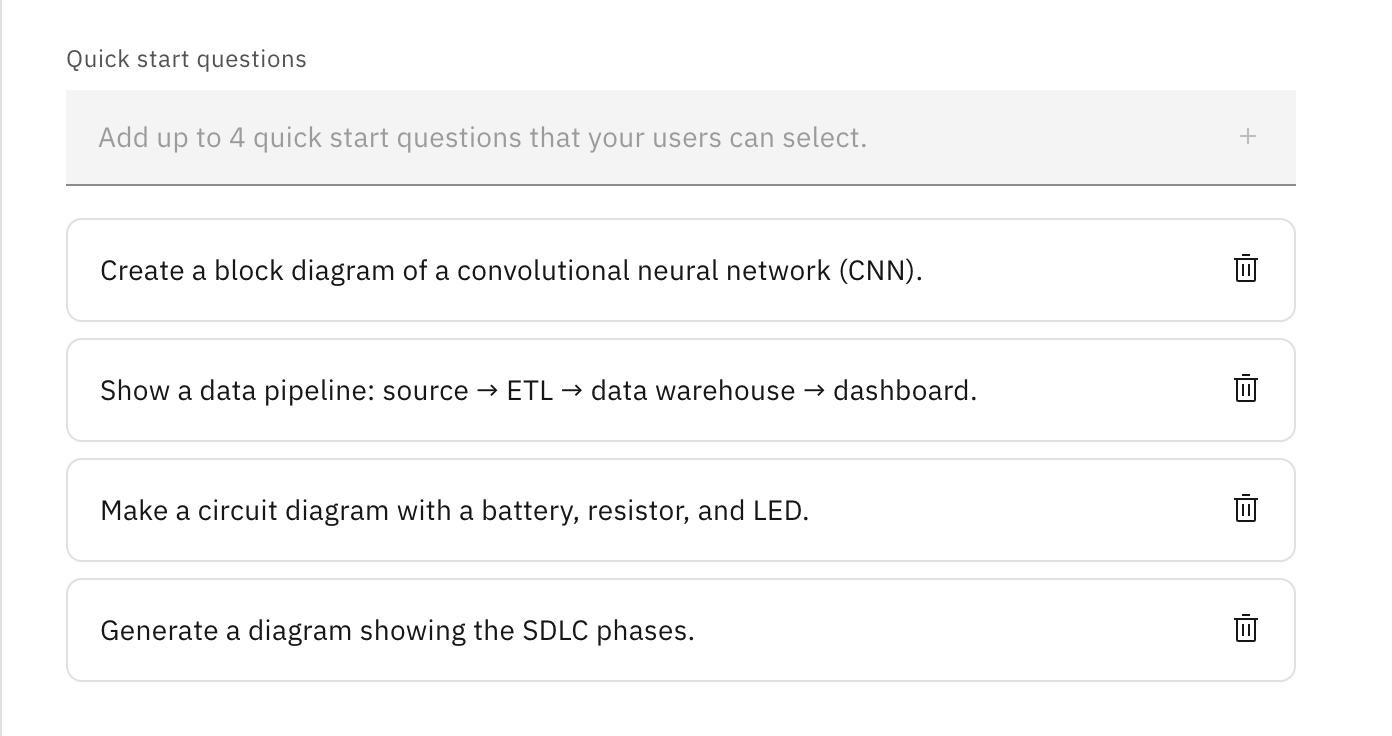 Quick start questions
Add up to 4 quick start questions that your users can select.
Create a block diagram of a convolutional neural network (CNN).
Show a data pipeline: source → ETL → data warehouse → dashboard.
Make a circuit diagram with a battery, resistor, and LED.
Generate a diagram showing the SDLC phases.